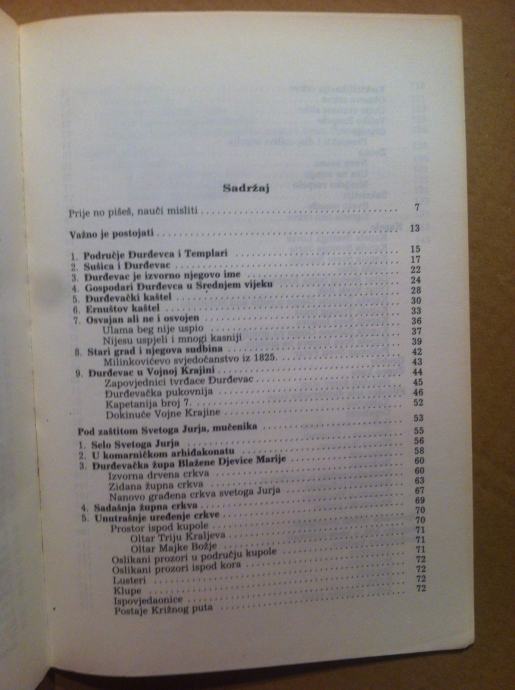 Sadržaj
Prije no pišeš, nauči misliti . . . . . . 7
Važno je postojati . . . . . . 13
1. Područje Đurđevca i Templari . . . . . . 15
2. Sušica i Đurđevac . . . . . . 17
3. Đurđevac je izvorno njegovo ime . . . . . . 22
4. Gospodari Đurđevca u Srednjem vijeku . . . . . . 24
5. Đurđevački kaštel . . . . . . 28
6. Ernuštov kaštel . . . . . . 30
7. Osvajan ali ne i osvojen . . . . . . 33
Ulama beg nije uspio . . . . . . 36
Nijesu uspjeli i mnogi kasniji . . . . . . 37
8. Stari grad i njegova sudbina . . . . . . 39
Milinkovićevo svjedočanstvo iz 1825. . . . . . . 42
9. Đurđevac u Vojnoj Krajini . . . . . . 43
Zapovjednici tvrđace Đurđevac . . . . . . 44
Đurđevačka pukovnija . . . . . . 45
Kapetanija broj 7. . . . . . . 46
Dokinuće Vojne Krajine . . . . . . 52
Pod zaštitom Svetoga Jurja, mučenika . . . . . . 53
1. Selo Svetoga Jurja . . . . . . 55
2. U komarničkom arhiđakonatu . . . . . . 56
3. Đurđevačka župa Blažene Djevice Marije . . . . . . 58
Izvorna drvena crkva . . . . . . 60
Zidana župna crkva . . . . . . 60
Nanovo građena crkva svetoga Jurja . . . . . . 63
4. Sadašnja župna crkva . . . . . . 67
5. Unutrašnje uređenje crkve . . . . . . 69
Prostor ispod kupole . . . . . . 70
Oltar Triju Kraljeva . . . . . . 70
Oltar Majke Božje . . . . . . 71
Oslikani prozori u području kupole . . . . . . 71
Oslikani prozori ispod kora . . . . . . 71
Lusteri . . . . . . 72
Klupe . . . . . . 72
Ispovjedaonice . . . . . . 72
Postaje Križnog puta . . . . . . 72